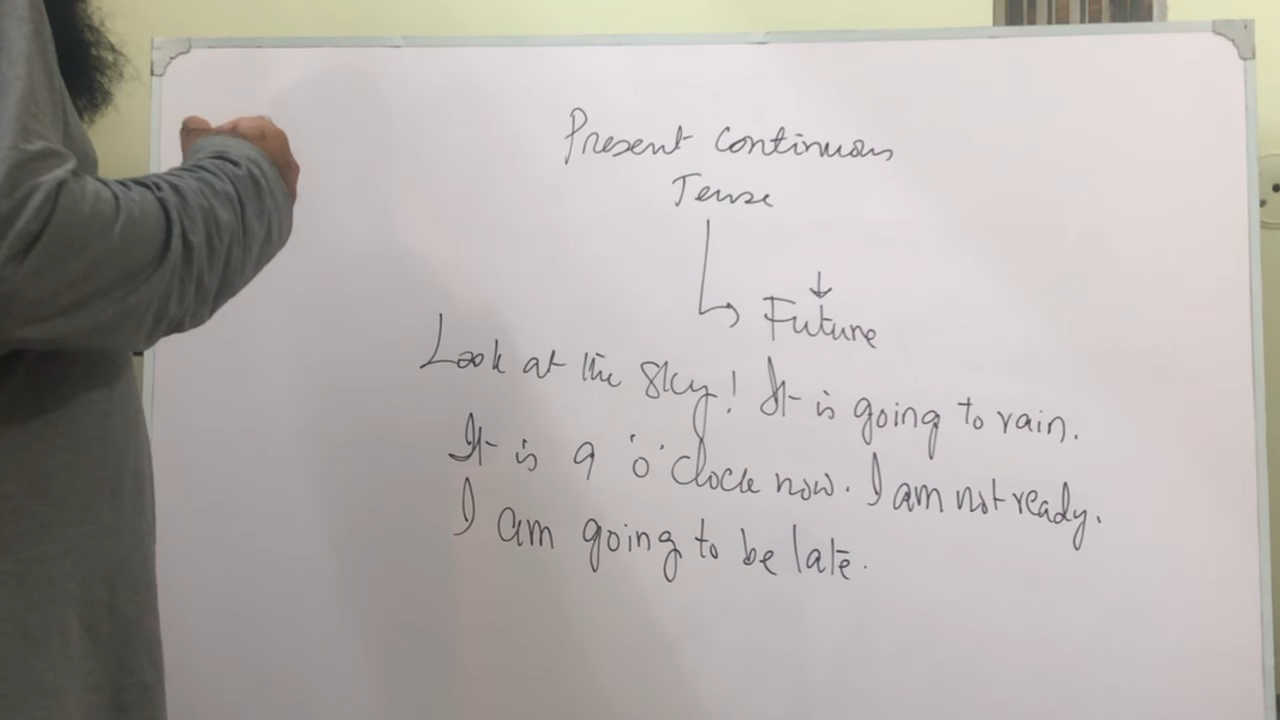 Present Continuous
Tense
Future
Look at the sky! It is going to rain.
It is 9 'o' clock now. I am not ready.
I am going to be late.